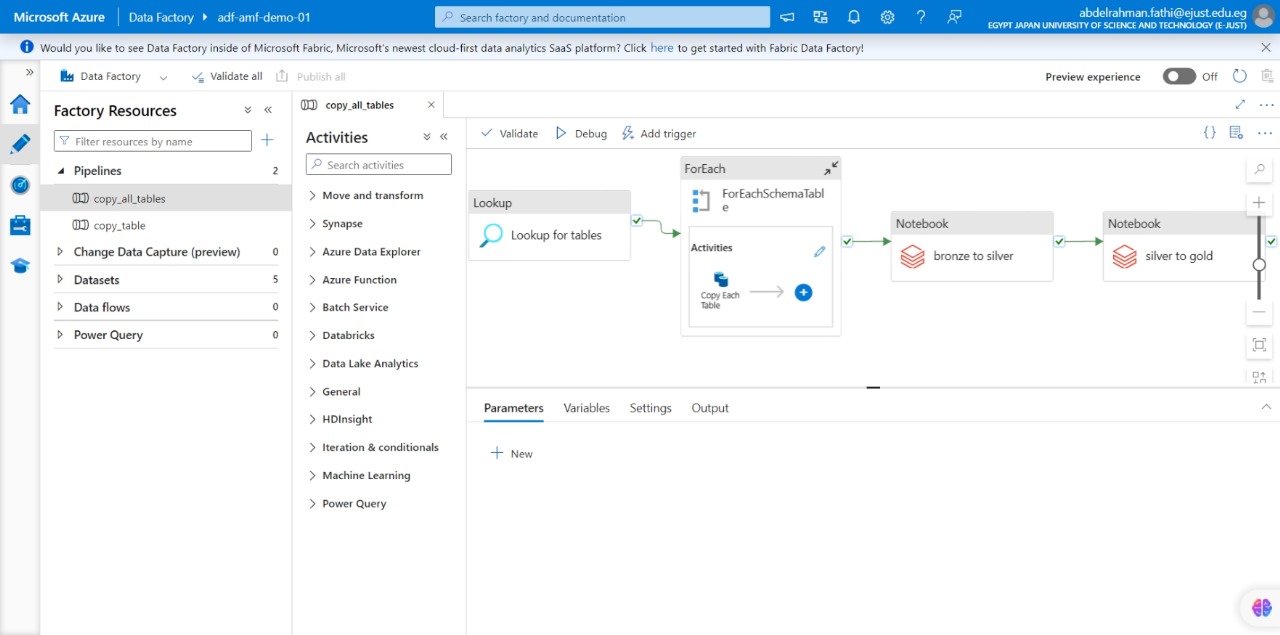 Microsoft Azure
Data Factory
adf-amf-demo-01
Search factory and documentation
abdelrahman.fathi@ejust.edu.eg
EGYPT JAPAN UNIVERSITY OF SCIENCE AND TECHNOLOGY (E-JUST)
Would you like to see Data Factory inside of Microsoft Fabric, Microsoft's newest cloud-first data analytics SaaS platform? Click here to get started with Fabric Data Factory!
Data Factory
Validate all
Publish all
Preview experience
Off
Factory Resources
Filter resources by name
Pipelines 2
copy_all_tables
copy_table
Change Data Capture (preview) 0
Datasets 5
Data flows 0
Power Query 0
copy_all_tables
Activities
Search activities
Move and transform
Synapse
Azure Data Explorer
Azure Function
Batch Service
Databricks
Data Lake Analytics
General
HDInsight
Iteration & conditionals
Machine Learning
Power Query
Validate
Debug
Add trigger
Lookup
Lookup for tables
ForEach
ForEachSchemaTabl
e
Activities
Copy Each
Table
Notebook
bronze to silver
Notebook
silver to gold
Parameters
Variables
Settings
Output
New